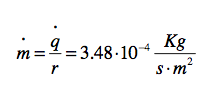 ṁ = q̇ / r = 3.48·10⁻⁴ Kg / s·m²